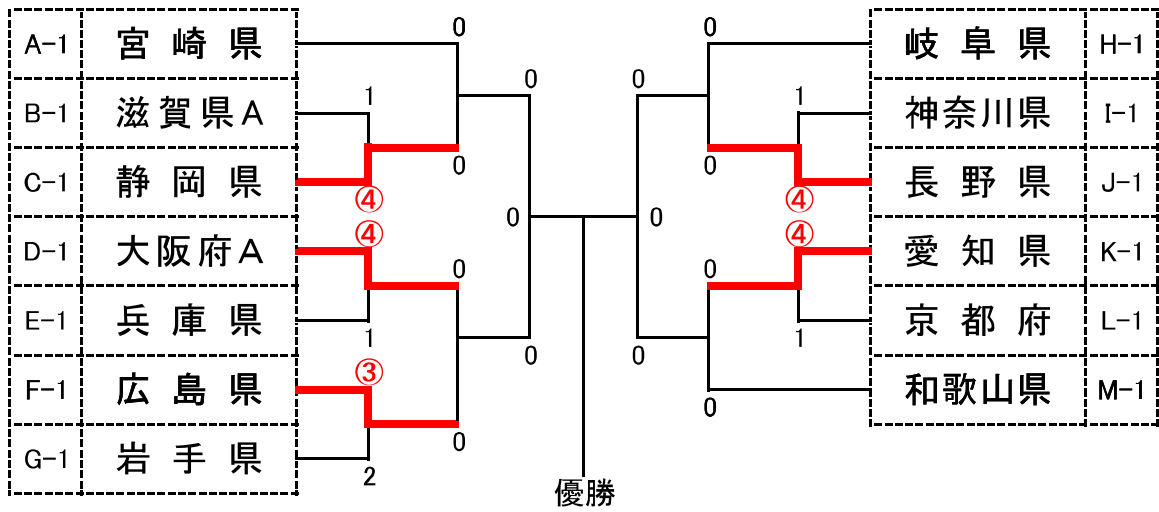 A-1 宮崎県 0 0 岐阜県 H-1
0 0
B-1 滋賀県A 1 1 神奈川県 I-1
0 0
C-1 静岡県 ④ ④ 長野県 J-1
0 0
D-1 大阪府A ④ ④ 愛知県 K-1
0 0
E-1 兵庫県 1 1 京都府 L-1
0 0
F-1 広島県 ③ 和歌山県 M-1
0 0
G-1 岩手県 2
優勝